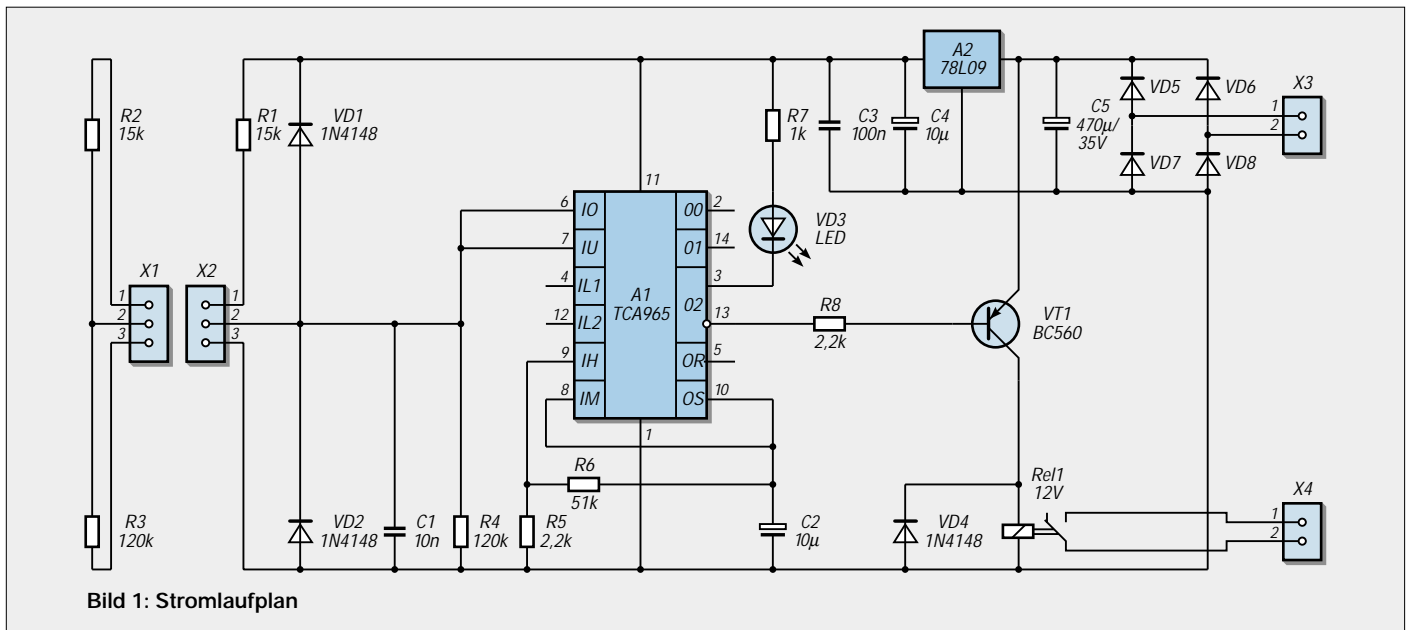 A2
78L09
R2
15k
R1
15k
VD1
1N4148
R7
1k
C3
100n
C4
10µ
C5
470µ/
35V
VD5
VD6
VD7
VD8
X3
1
2
11
6
IO
OO
2
7
IU
O1
14
4
IL1
12
IL2
O2
3
13
9
IH
OR
5
8
IM
OS
10
A1
TCA965
1
VD3
LED
X1
1
2
3
X2
1
2
3
R8
2,2k
VT1
BC560
R6
51k
R3
120k
VD2
1N4148
C1
10n
R4
120k
R5
2,2k
C2
10µ
VD4
1N4148
Rel1
12V
X4
1
2
Bild 1: Stromlaufplan